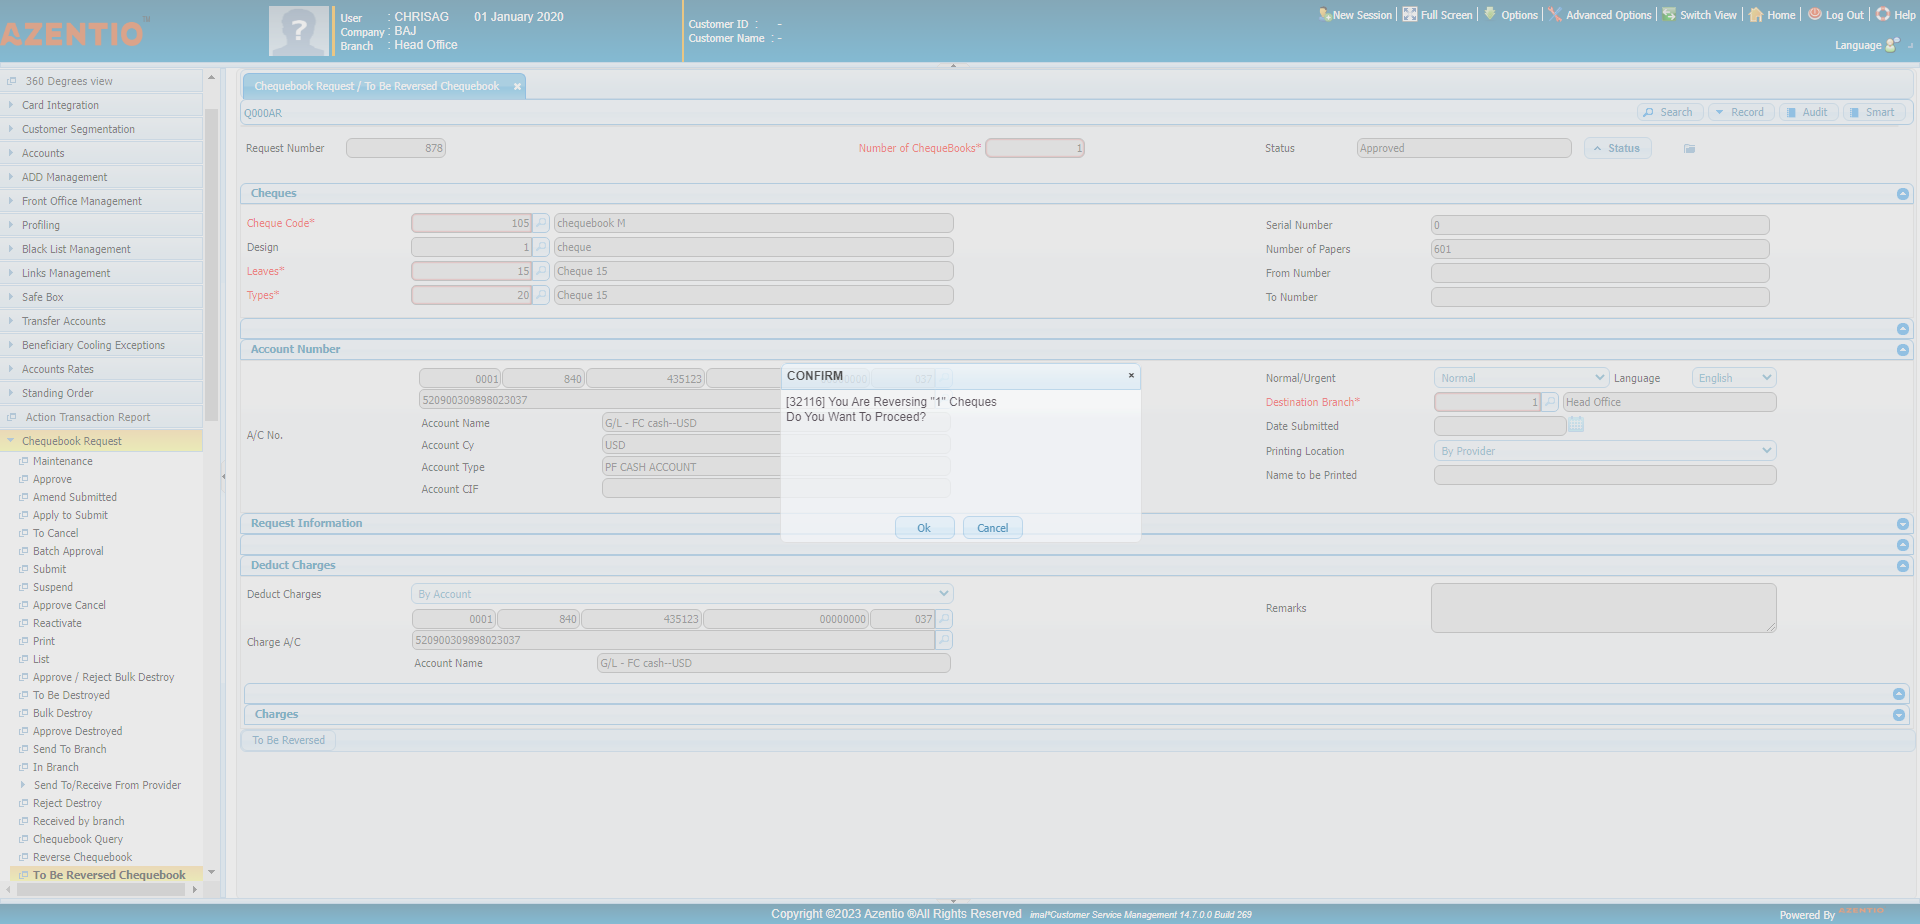 AZENTIO
User : CHRISAG 01 January 2020
Company : BAJ
Branch : Head Office
Customer ID : -
Customer Name : -
New Session Full Screen Options Advanced Options Switch View Home Log Out Help
Language
360 Degrees view
Card Integration
Customer Segmentation
Accounts
ADD Management
Front Office Management
Profiling
Black List Management
Links Management
Safe Box
Transfer Accounts
Beneficiary Cooling Exceptions
Accounts Rates
Standing Order
Action Transaction Report
Chequebook Request
Maintenance
Approve
Amend Submitted
Apply to Submit
To Cancel
Batch Approval
Submit
Suspend
Approve Cancel
Reactivate
Print
List
Approve / Reject Bulk Destroy
To Be Destroyed
Bulk Destroy
Approve Destroyed
Send To Branch
In Branch
Send To/Receive From Provider
Reject Destroy
Received by branch
Chequebook Query
Reverse Chequebook
To Be Reversed Chequebook
Chequebook Request / To Be Reversed Chequebook
Q000AR
Search Record Audit Smart
Request Number 878 Number of ChequeBooks* 1 Status Approved Status
Cheques
Cheque Code* 105 chequebook M
Design 1 cheque
Leaves* 15 Cheque 15
Types* 20 Cheque 15
Serial Number 0
Number of Papers 601
From Number
To Number
Account Number
0001 840 435123 037
520900309898023037
A/C No.
Account Name G/L - FC cash--USD
Account Cy USD
Account Type PF CASH ACCOUNT
Account CIF
Normal/Urgent Normal Language English
Destination Branch* 1 Head Office
Date Submitted
Printing Location By Provider
Name to be Printed
CONFIRM
[32116] You Are Reversing "1" Cheques
Do You Want To Proceed?
Ok Cancel
Request Information
Deduct Charges
Deduct Charges By Account
0001 840 435123 00000000 037
Charge A/C 520900309898023037
Account Name G/L - FC cash--USD
Remarks
Charges
To Be Reversed
Copyright ©2023 Azentio ®All Rights Reserved imal*Customer Service Management 14.7.0.0 Build 269
Powered By AZENTIO